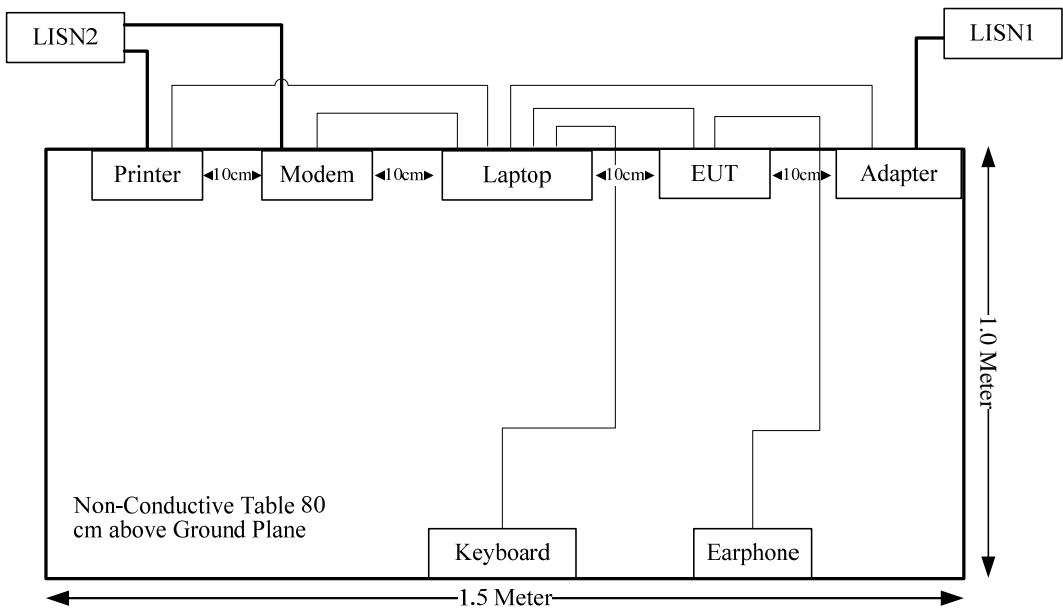 LISN2
LISN1
Printer
10cm
Modem
10cm
Laptop
10cm
EUT
10cm
Adapter
1.0 Meter
Non-Conductive Table 80
cm above Ground Plane
Keyboard
Earphone
1.5 Meter